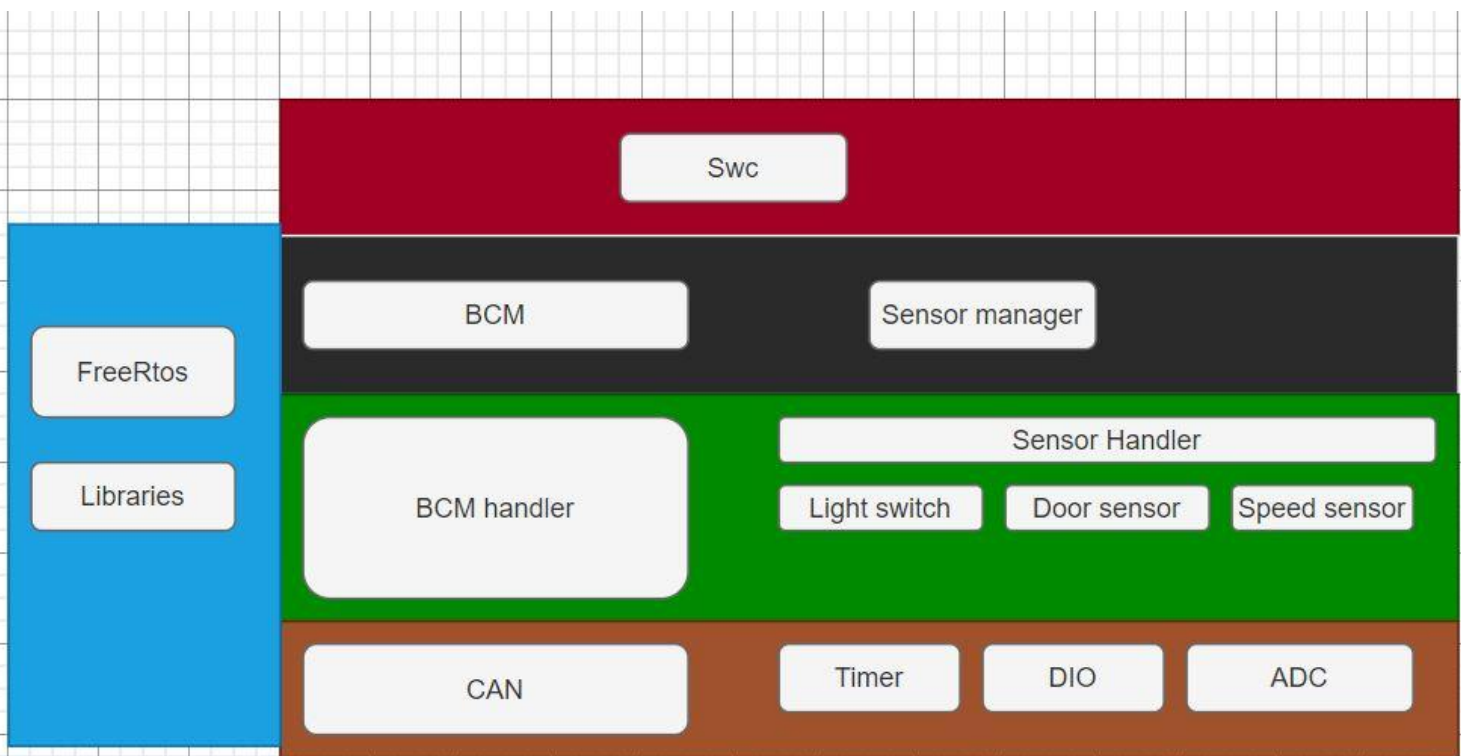 Swc
BCM
Sensor manager
FreeRtos
Libraries
BCM handler
Sensor Handler
Light switch
Door sensor
Speed sensor
CAN
Timer
DIO
ADC